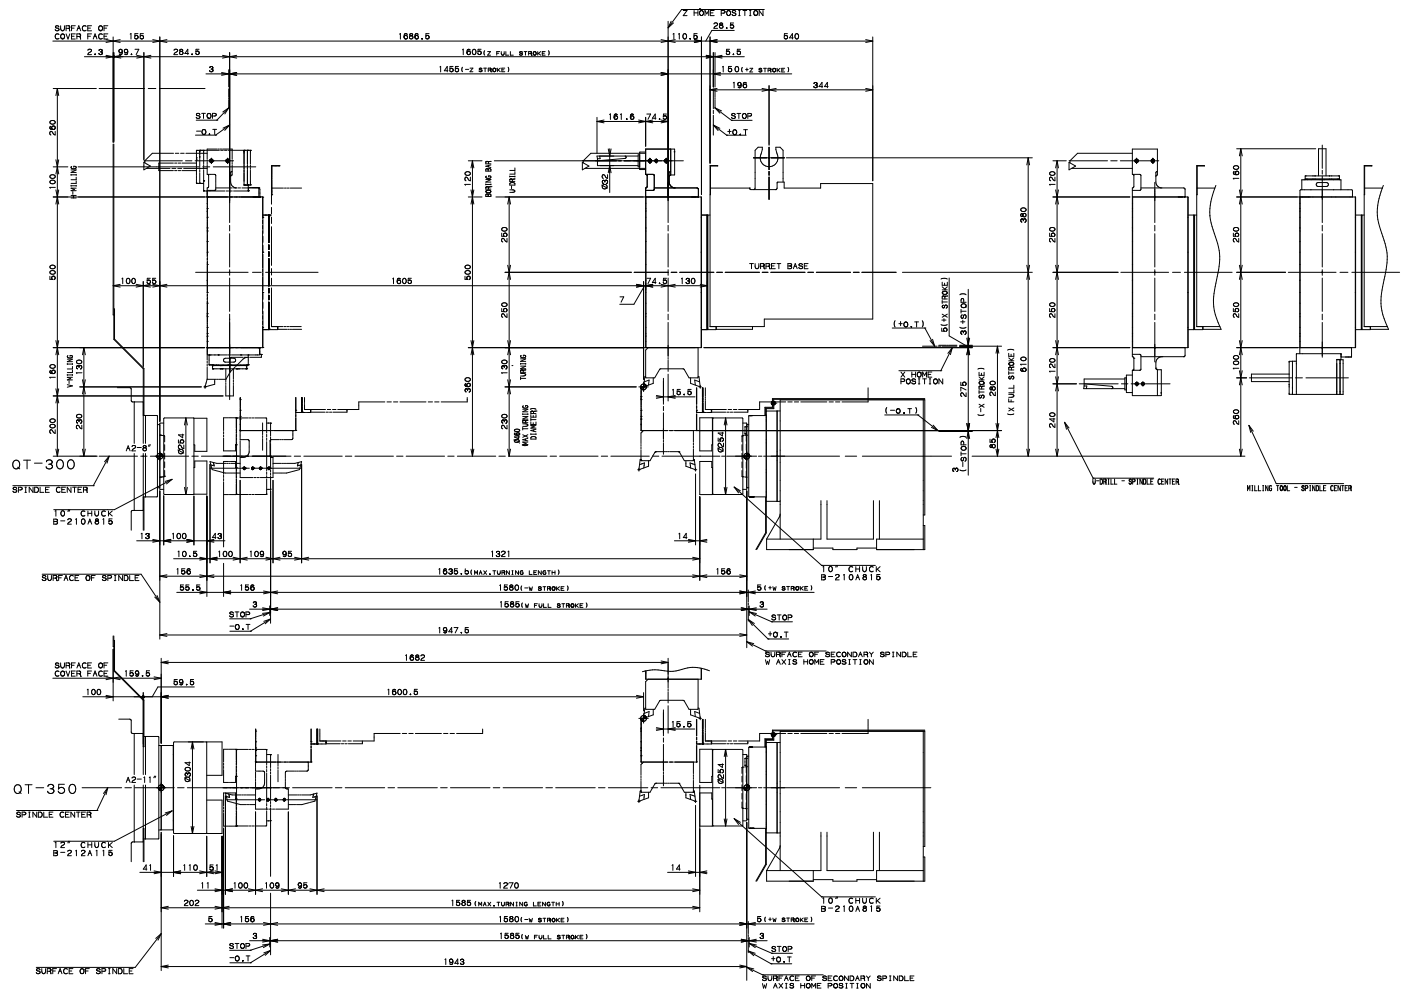 Z HOME POSITION
SURFACE OF
COVER FACE
155
1686.5
110.5
26.5
540
2.3
99.7
264.5
1605(Z FULL STROKE)
5.5
3
1455(-Z STROKE)
150(+Z STROKE)
196
344
260
STOP
-O.T
161.6
74.5
STOP
+O.T
100
H-MILLING
120
BORING BAR
U-DRILL
Ø32
380
120
160
500
500
250
250
250
250
TURRET BASE
100
55
1605
7
74.5
130
(+O.T)
5(+X STROKE)
3(+STOP)
610
(X FULL STROKE)
250
250
X HOME
POSITION
160
V-MILLING
130
360
130
TURNING
275
280
(-X STROKE)
120
100
15.5
(-O.T)
200
230
230
Ø460
MAX TURNING
DIAMETERD
85
3
(-STOP)
240
260
A2-8"
Ø254
Ø254
QT-300
SPINDLE CENTER
U-DRILL - SPINDLE CENTER
MILLING TOOL - SPINDLE CENTER
10" CHUCK
B-210A815
13
100
43
14
10.5
100
109
95
1321
10" CHUCK
B-210A815
SURFACE OF SPINDLE
156
1635.5(MAX.TURNING LENGTH)
156
55.5
156
1580(-W STROKE)
5(+W STROKE)
3
1585(W FULL STROKE)
3
STOP
-O.T
STOP
+O.T
1947.5
SURFACE OF SECONDARY SPINDLE
W AXIS HOME POSITION
SURFACE OF
COVER FACE
159.5
1682
59.5
100
1600.5
15.5
A2-11"
Ø304
Ø254
QT-350
SPINDLE CENTER
12" CHUCK
B-212A115
41
110
51
14
11
100
109
95
1270
10" CHUCK
B-210A815
202
1585(MAX.TURNING LENGTH)
5
156
1580(-W STROKE)
5(+W STROKE)
3
1585(W FULL STROKE)
3
STOP
-O.T
STOP
+O.T
1943
SURFACE OF SPINDLE
SURFACE OF SECONDARY SPINDLE
W AXIS HOME POSITION